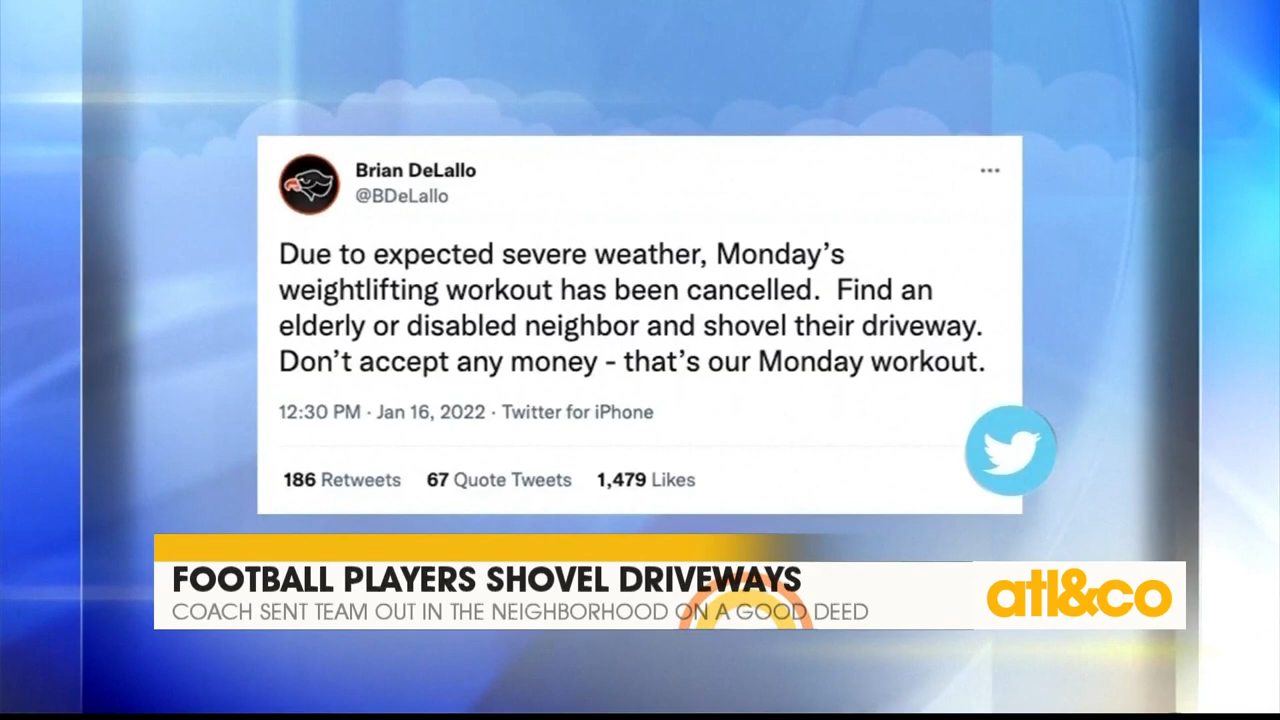 Brian DeLallo
@BDeLallo
Due to expected severe weather, Monday’s
weightlifting workout has been cancelled.  Find an
elderly or disabled neighbor and shovel their driveway.
Don’t accept any money - that’s our Monday workout.
12:30 PM · Jan 16, 2022 · Twitter for iPhone
186 Retweets 67 Quote Tweets 1,479 Likes
FOOTBALL PLAYERS SHOVEL DRIVEWAYS
COACH SENT TEAM OUT IN THE NEIGHBORHOOD ON A GOOD DEED
atl&co